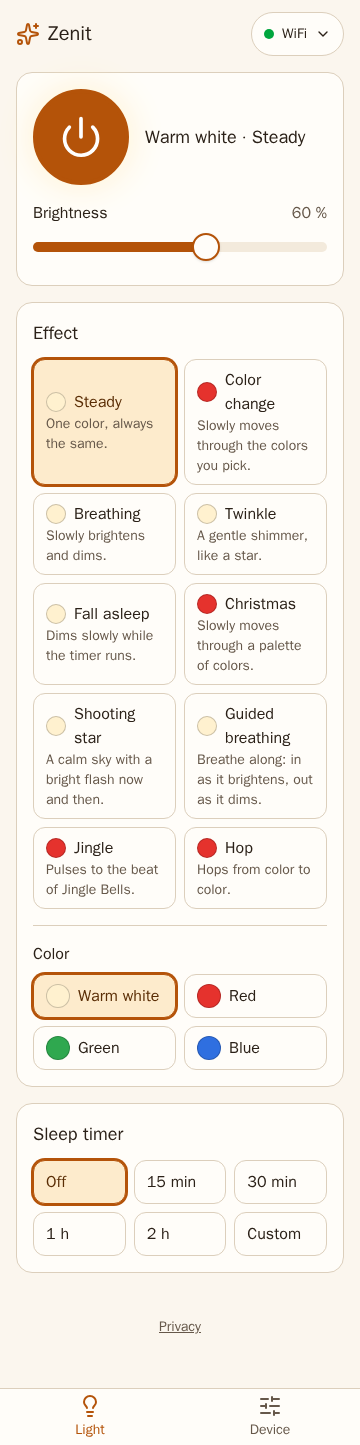 Zenit
WiFi
Warm white · Steady
Brightness
60 %
Effect
Steady
One color, always
the same.
Color
change
Slowly moves
through the colors
you pick.
Breathing
Slowly brightens
and dims.
Twinkle
A gentle shimmer,
like a star.
Fall asleep
Dims slowly while
the timer runs.
Christmas
Slowly moves
through a palette
of colors.
Shooting
star
A calm sky with a
bright flash now
and then.
Guided
breathing
Breathe along: in
as it brightens, out
as it dims.
Jingle
Pulses to the beat
of Jingle Bells.
Hop
Hops from color to
color.
Color
Warm white
Red
Green
Blue
Sleep timer
Off
15 min
30 min
1 h
2 h
Custom
Privacy
Light
Device